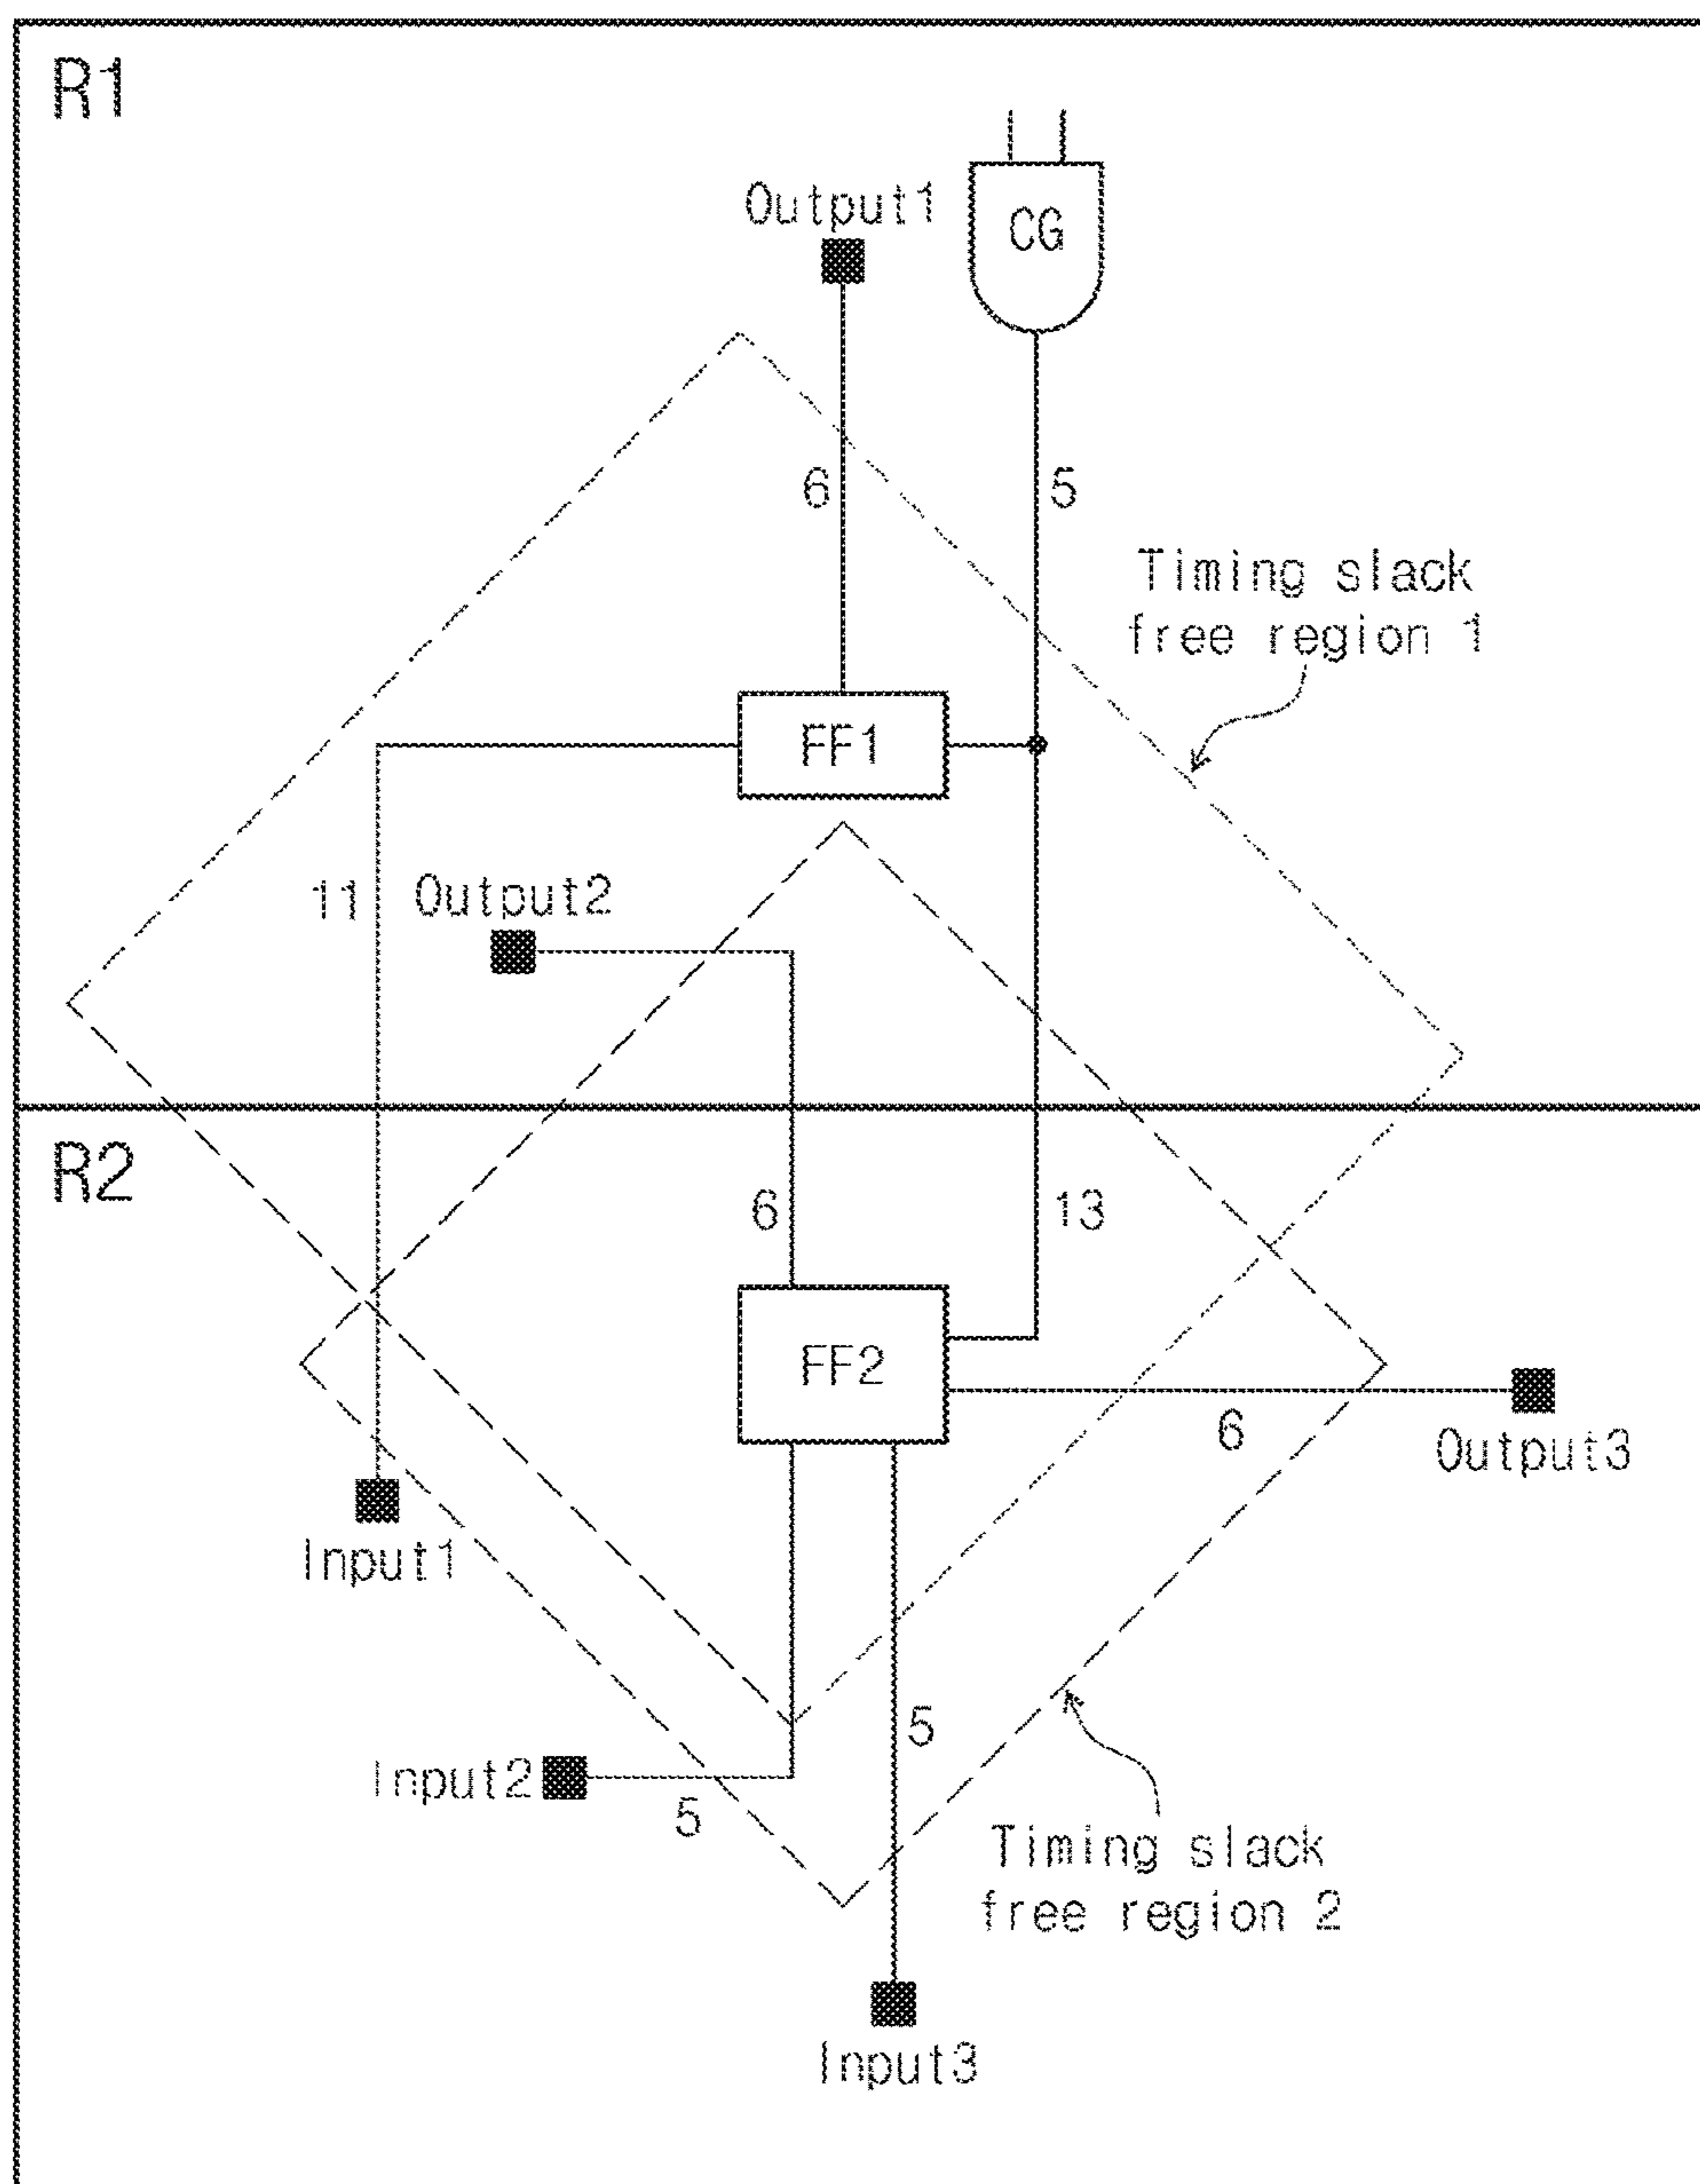 R1
Output1
CG
6
5
Timing slack
free region 1
FF1
11
Output2
R2
6
13
FF2
6
Output3
Input1
5
Input2
5
Timing slack
free region 2
Input3